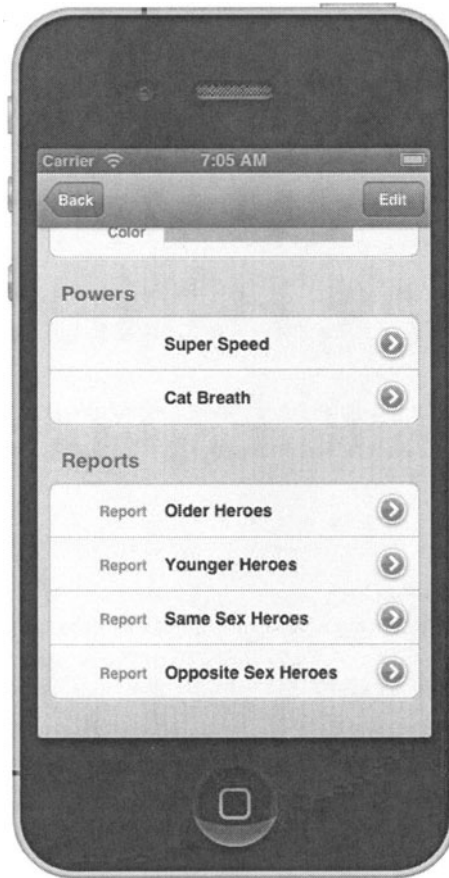 Carrier 7:05 AM
Back Edit
Color
Powers
Super Speed
Cat Breath
Reports
Report Older Heroes
Report Younger Heroes
Report Same Sex Heroes
Report Opposite Sex Heroes